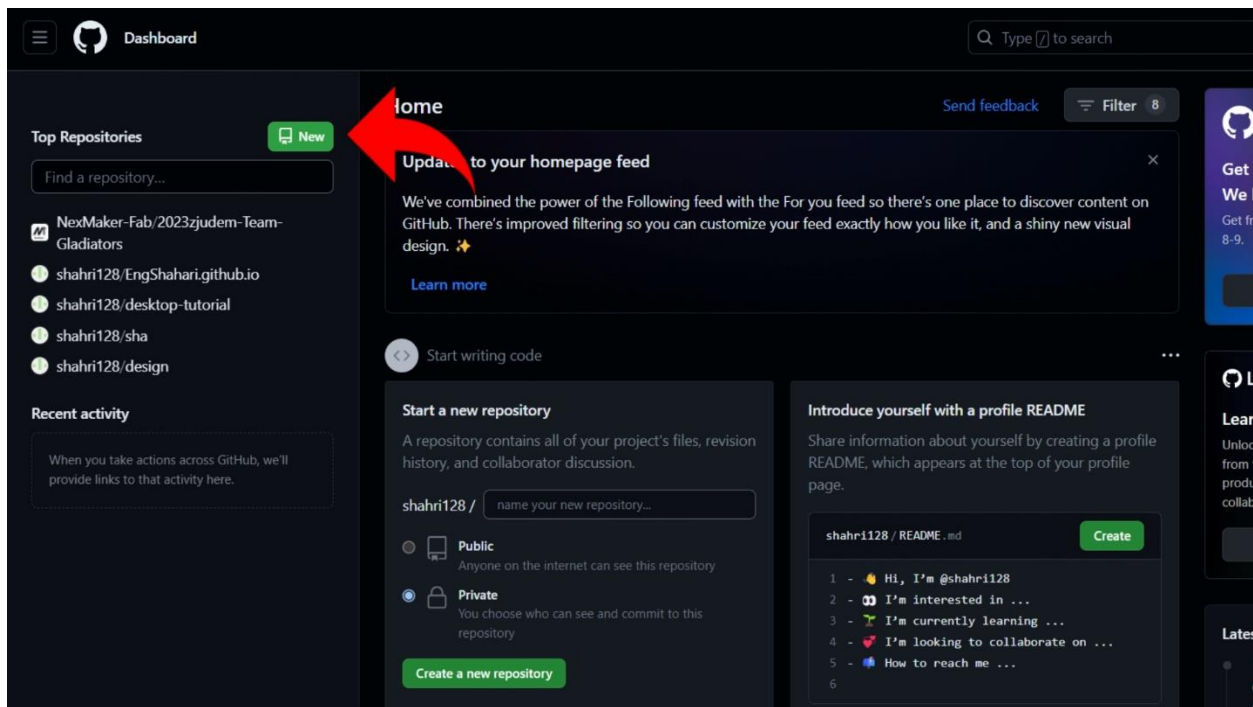 Dashboard
Type / to search
Top Repositories
New
Find a repository...
NexMaker-Fab/2023zjudem-Team-
Gladiators
shahri128/EngShahari.github.io
shahri128/desktop-tutorial
shahri128/sha
shahri128/design
Recent activity
When you take actions across GitHub, we'll
provide links to that activity here.
Home
Send feedback
Filter 8
to your homepage feed
We've combined the power of the Following feed with the For you feed so there's one place to discover content on
GitHub. There's improved filtering so you can customize your feed exactly how you like it, and a shiny new visual
design. ✨
Learn more
Start writing code
Start a new repository
A repository contains all of your project's files, revision
history, and collaborator discussion.
shahri128 / name your new repository...
Public
Anyone on the internet can see this repository
Private
You choose who can see and commit to this
repository
Create a new repository
Introduce yourself with a profile README
Share information about yourself by creating a profile
README, which appears at the top of your profile
page.
shahri128 / README.md
Create
1 - 👋 Hi, I'm @shahri128
2 - 👀 I'm interested in ...
3 - 🌱 I'm currently learning ...
4 - 💞️ I'm looking to collaborate on ...
5 - 📫 How to reach me ...
6
Get
We
Get
8-9.
from